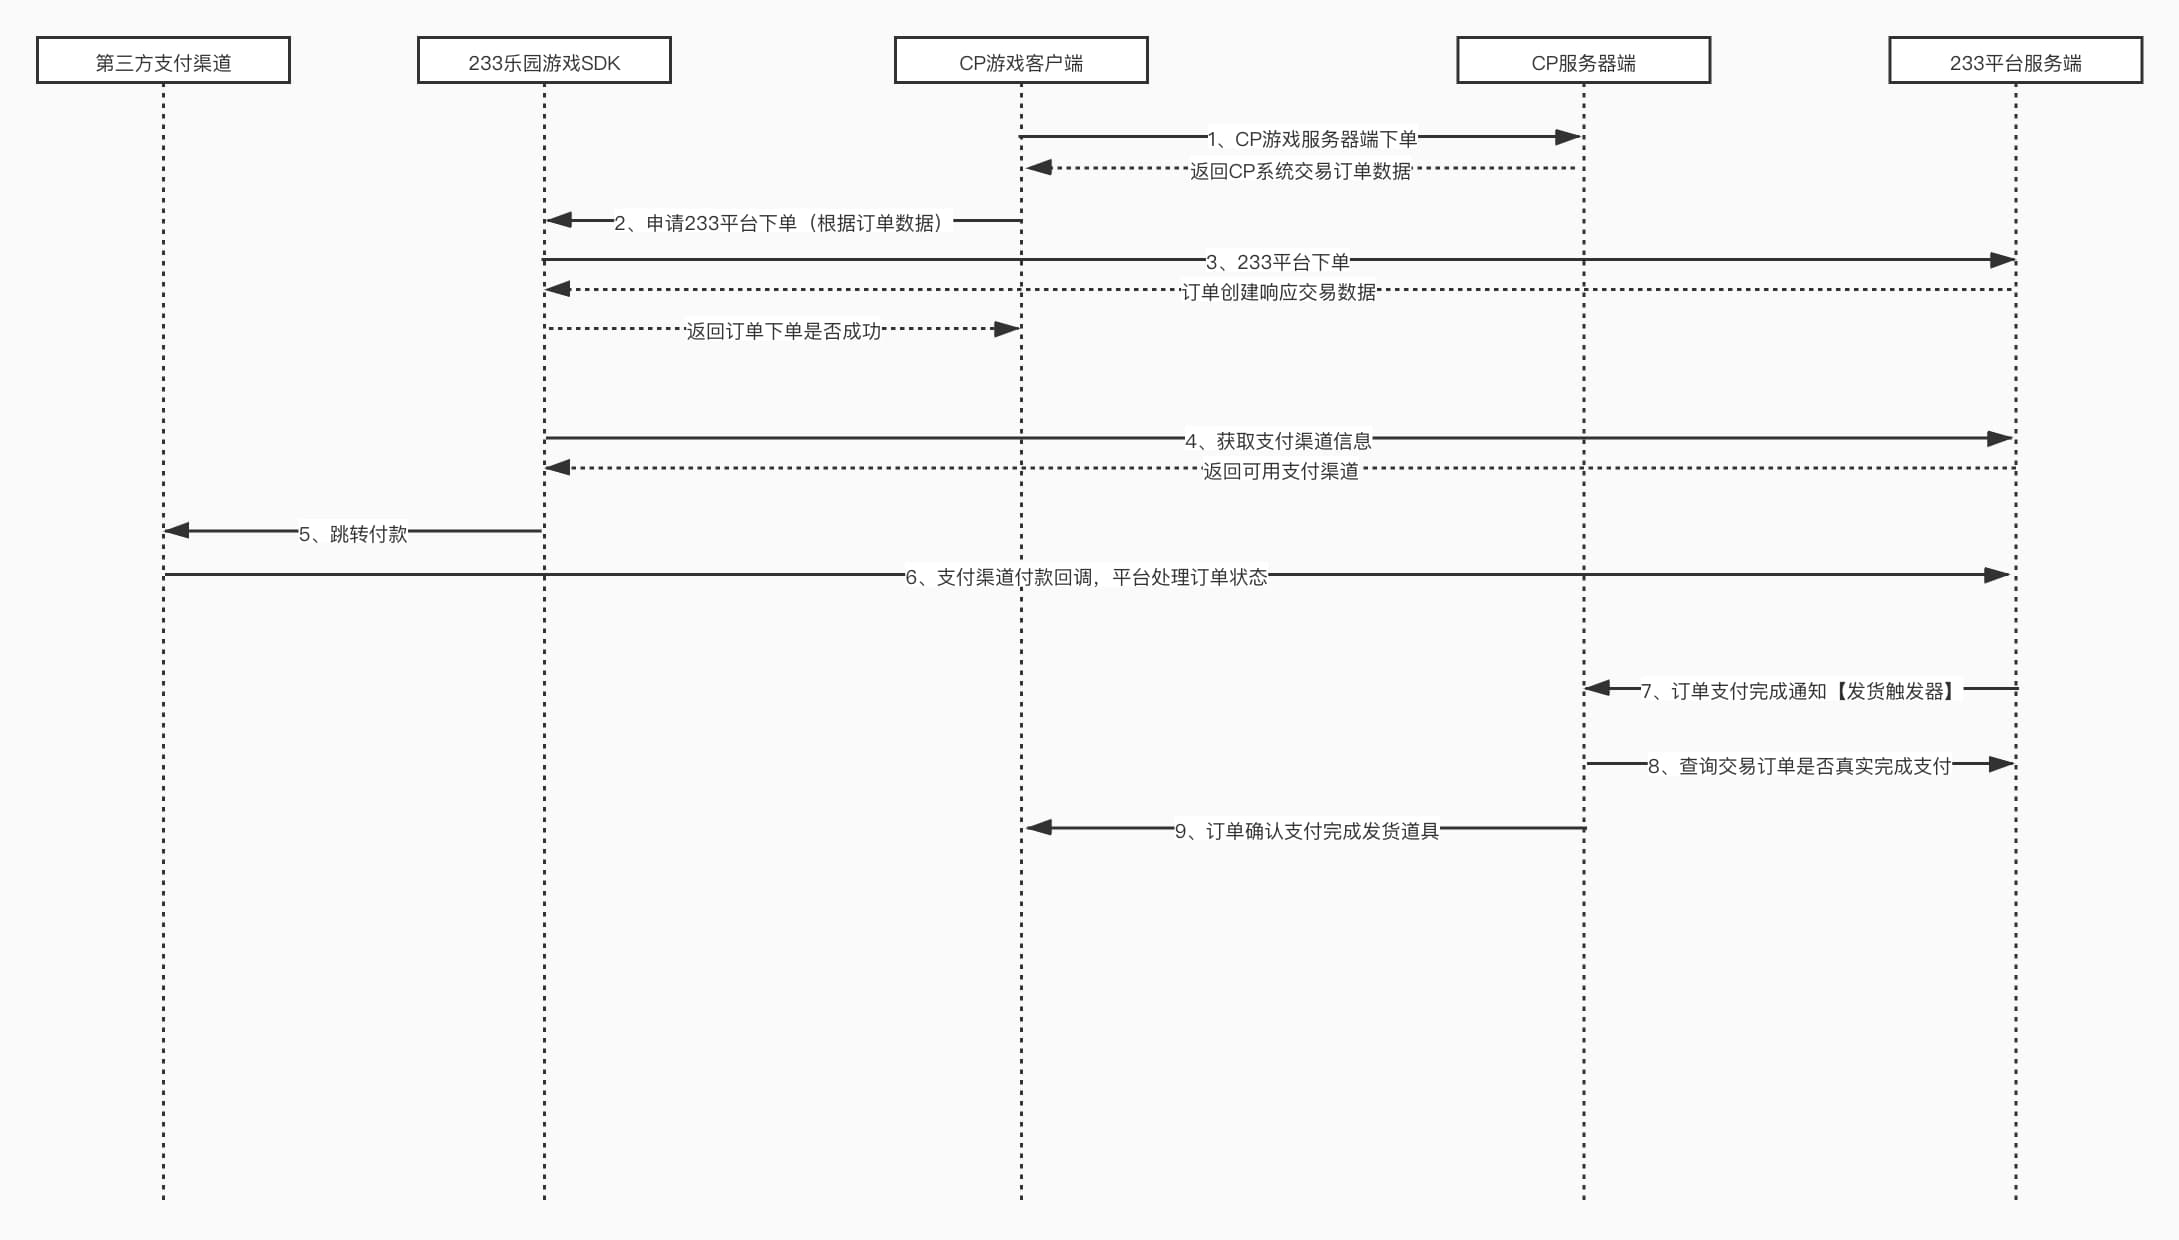 第三方支付渠道
233乐园游戏SDK
CP游戏客户端
CP服务器端
233平台服务端
1、CP游戏服务器端下单
返回CP系统交易订单数据
2、申请233平台下单（根据订单数据）
3、233平台下单
订单创建响应交易数据
返回订单下单是否成功
4、获取支付渠道信息
返回可用支付渠道
5、跳转付款
6、支付渠道付款回调，平台处理订单状态
7、订单支付完成通知【发货触发器】
8、查询交易订单是否真实完成支付
9、订单确认支付完成发货道具